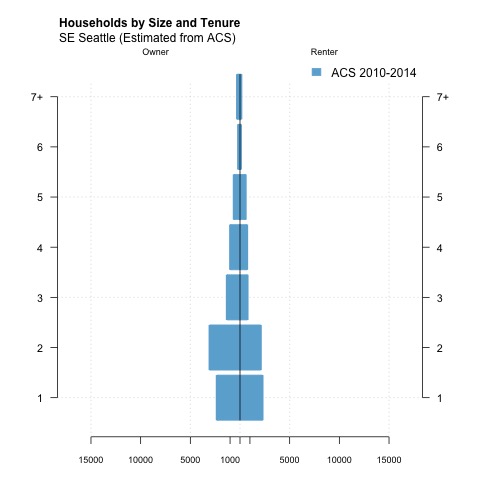 Households by Size and Tenure
SE Seattle (Estimated from ACS)
Owner Renter
ACS 2010-2014
7+ 7+
6 6
5 5
4 4
3 3
2 2
1 1
15000 10000 5000 1000 5000 10000 15000